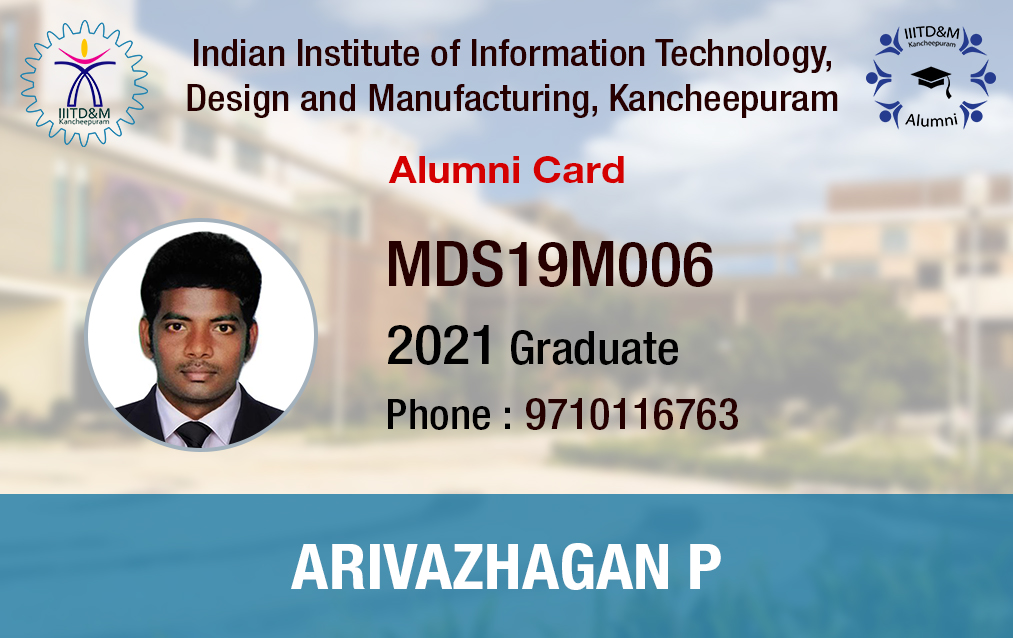 Indian Institute of Information Technology,
Design and Manufacturing, Kancheepuram
IIITD&M
Kancheepuram
IIITD&M
Kancheepuram
Alumni
Alumni Card
MDS19M006
2021 Graduate
Phone : 9710116763
ARIVAZHAGAN P